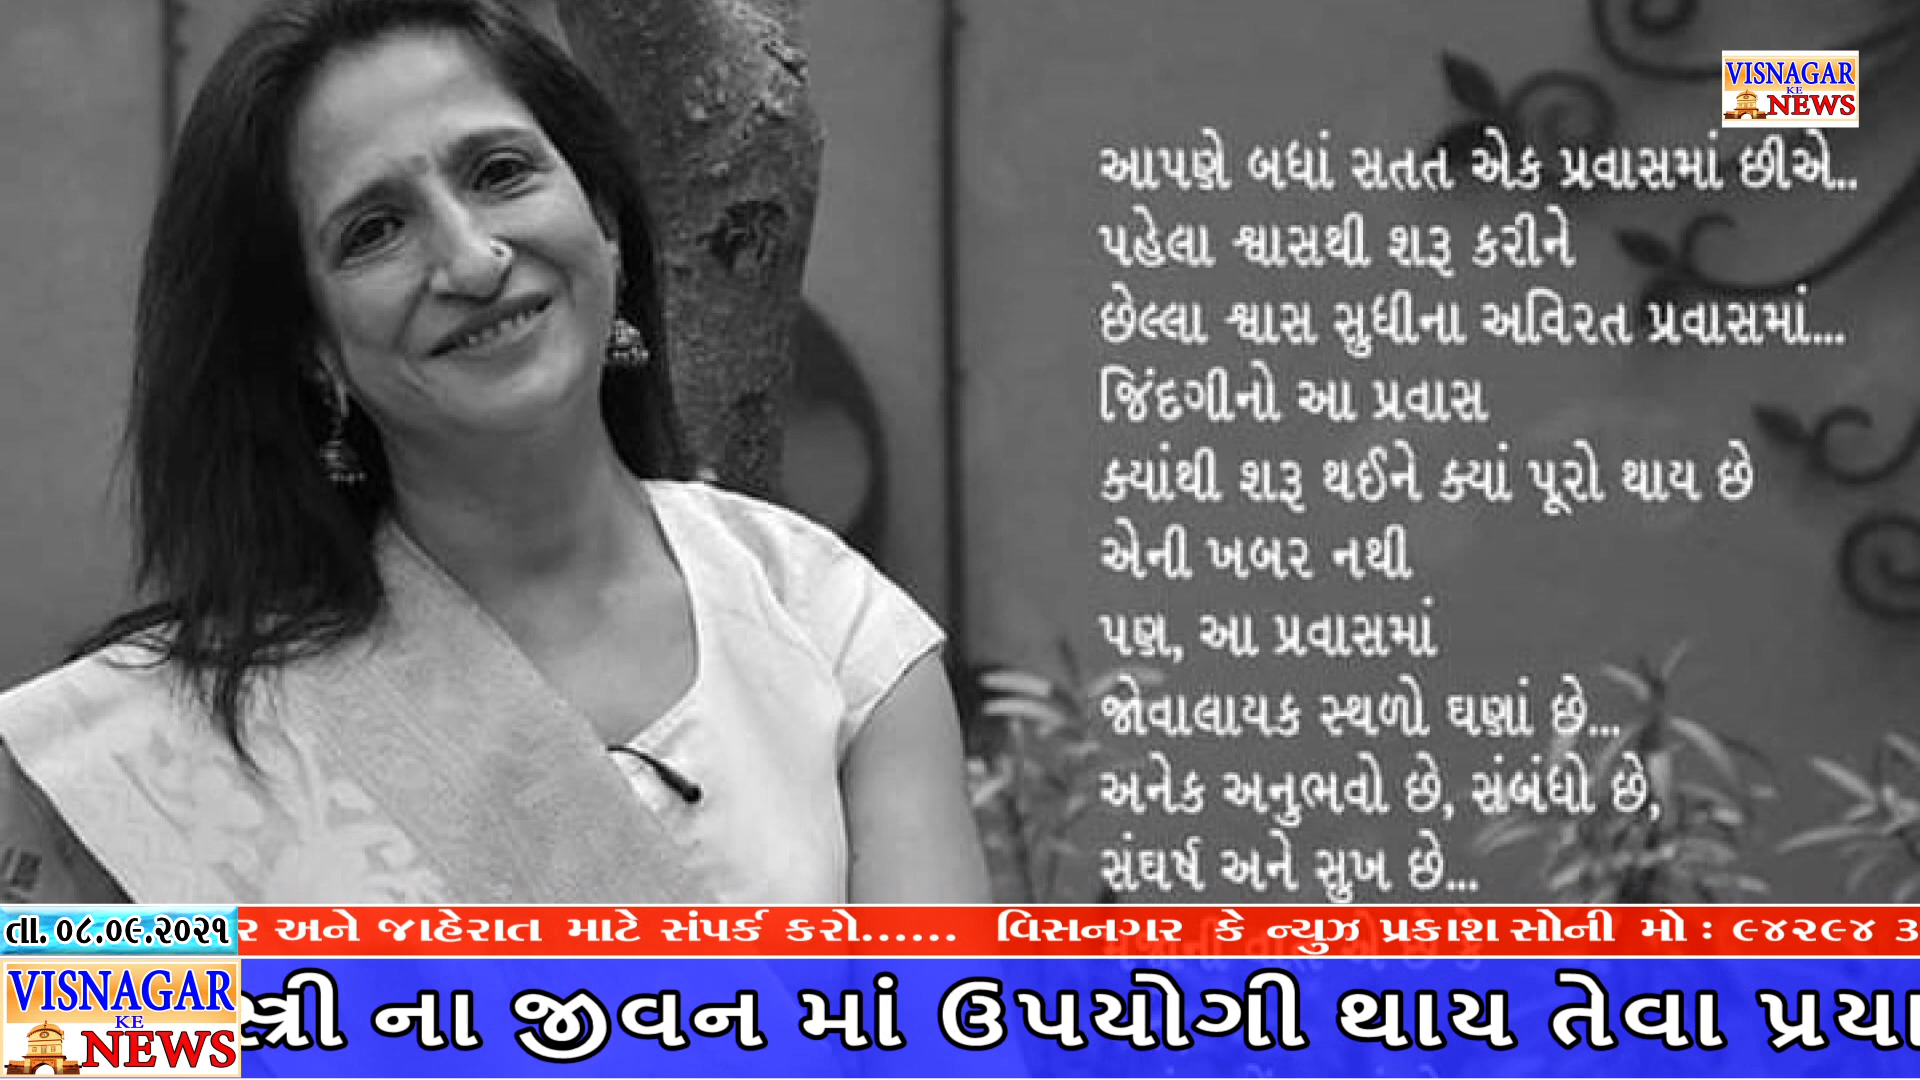 VISNAGAR
KE
NEWS
આપણે બધાં સતત એક પ્રવાસમાં છીએ..
પહેલા શ્વાસથી શરૂ કરીને
છેલ્લા શ્વાસ સુધીના અવિરત પ્રવાસમાં...
જિંદગીનો આ પ્રવાસ
ક્યાંથી શરૂ થઈને ક્યાં પૂરો થાય છે
એની ખબર નથી
પણ, આ પ્રવાસમાં
જોવાલાયક સ્થળો ઘણાં છે...
અનેક અનુભવો છે, સંબંધો છે,
સંઘર્ષ અને સુખ છે...
તા. ૦૮.૦૯.૨૦૨૧
ર અને જાહેરાત માટે સંપર્ક કરો...... વિસનગર કે ન્યુઝ પ્રકાશ સોની મો : ૯૪૨૯૪ ૩
VISNAGAR
KE
NEWS
સ્ત્રી ના જીવન માં ઉપયોગી થાય તેવા પ્રયા